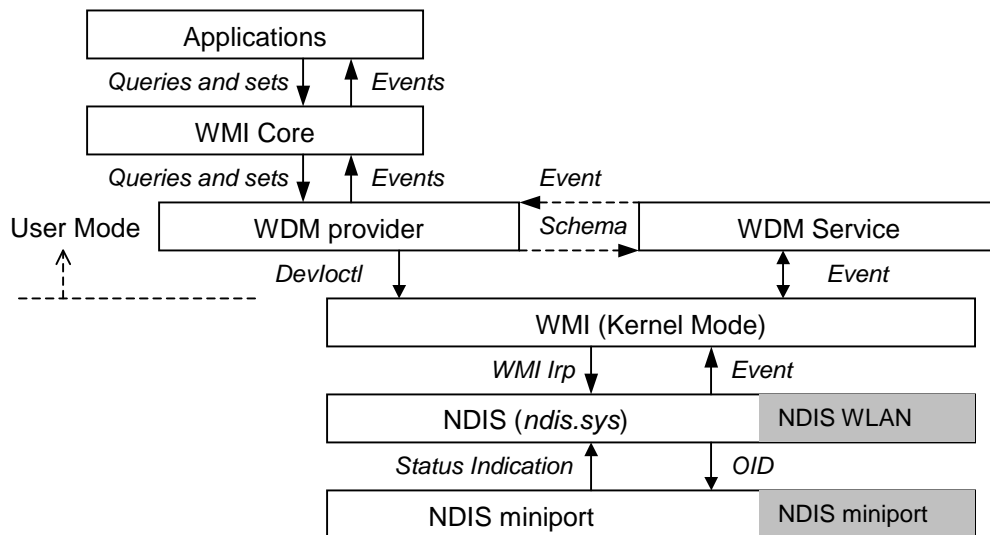 Applications
Queries and sets Events
WMI Core
Queries and sets Events
Event
User Mode WDM provider Schema WDM Service
DevIoctl Event
WMI (Kernel Mode)
WMI Irp Event
NDIS (ndis.sys) NDIS WLAN
Status Indication OID
NDIS miniport NDIS miniport